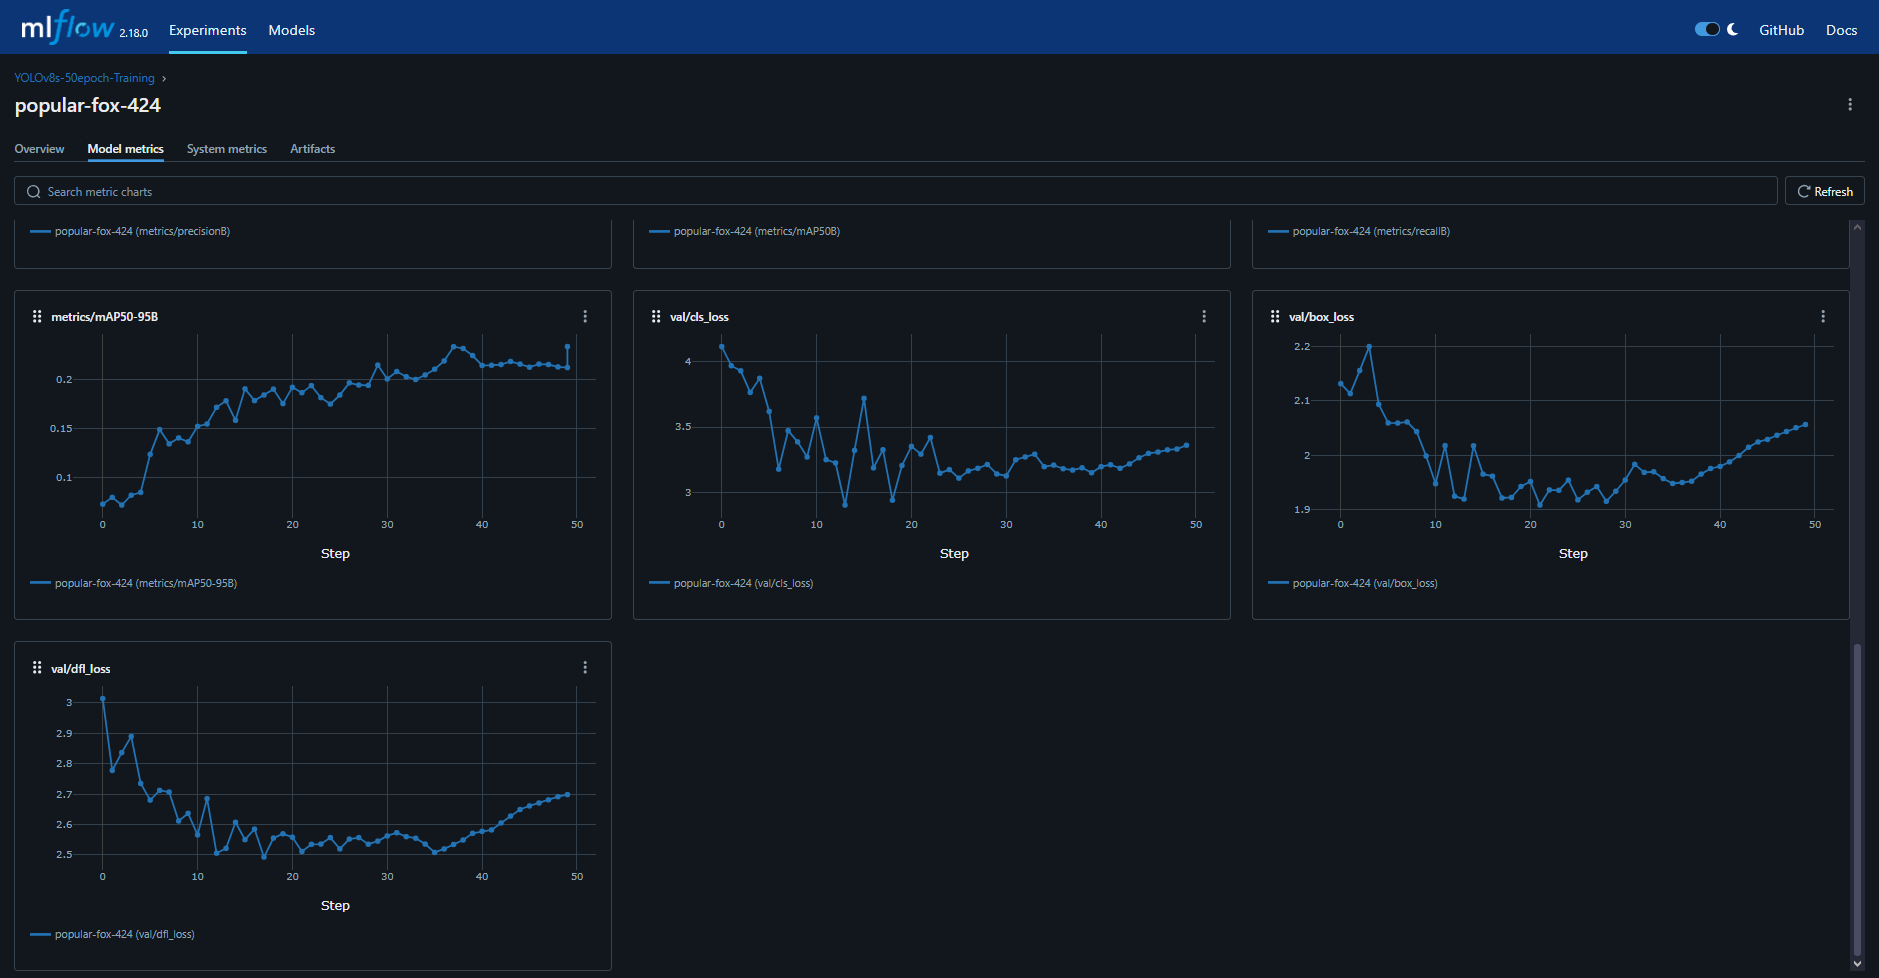 mlflow 2.18.0 Experiments Models GitHub Docs
YOLOv8s-50epoch-Training ›
popular-fox-424
Overview Model metrics System metrics Artifacts
Search metric charts Refresh
popular-fox-424 (metrics/precisionB) popular-fox-424 (metrics/mAP50B) popular-fox-424 (metrics/recallB)
metrics/mAP50-95B
0.2
0.15
0.1
0 10 20 30 40 50
Step
popular-fox-424 (metrics/mAP50-95B)
val/cls_loss
4
3.5
3
0 10 20 30 40 50
Step
popular-fox-424 (val/cls_loss)
val/box_loss
2.2
2.1
2
1.9
0 10 20 30 40 50
Step
popular-fox-424 (val/box_loss)
val/dfl_loss
3
2.9
2.8
2.7
2.6
2.5
0 10 20 30 40 50
Step
popular-fox-424 (val/dfl_loss)